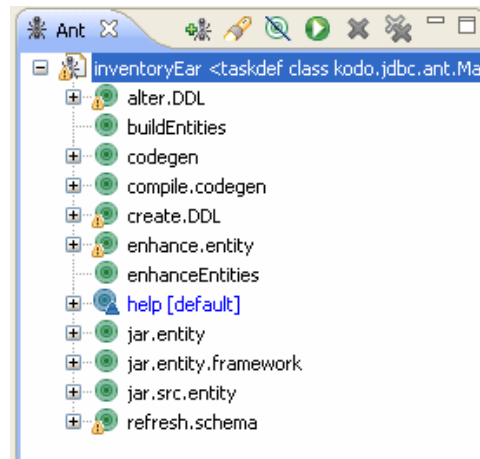 Ant
inventoryEar <taskdef class kodo.jdbc.ant.Ma
alter.DDL
buildEntities
codegen
compile.codegen
create.DDL
enhance.entity
enhanceEntities
help [default]
jar.entity
jar.entity.framework
jar.src.entity
refresh.schema